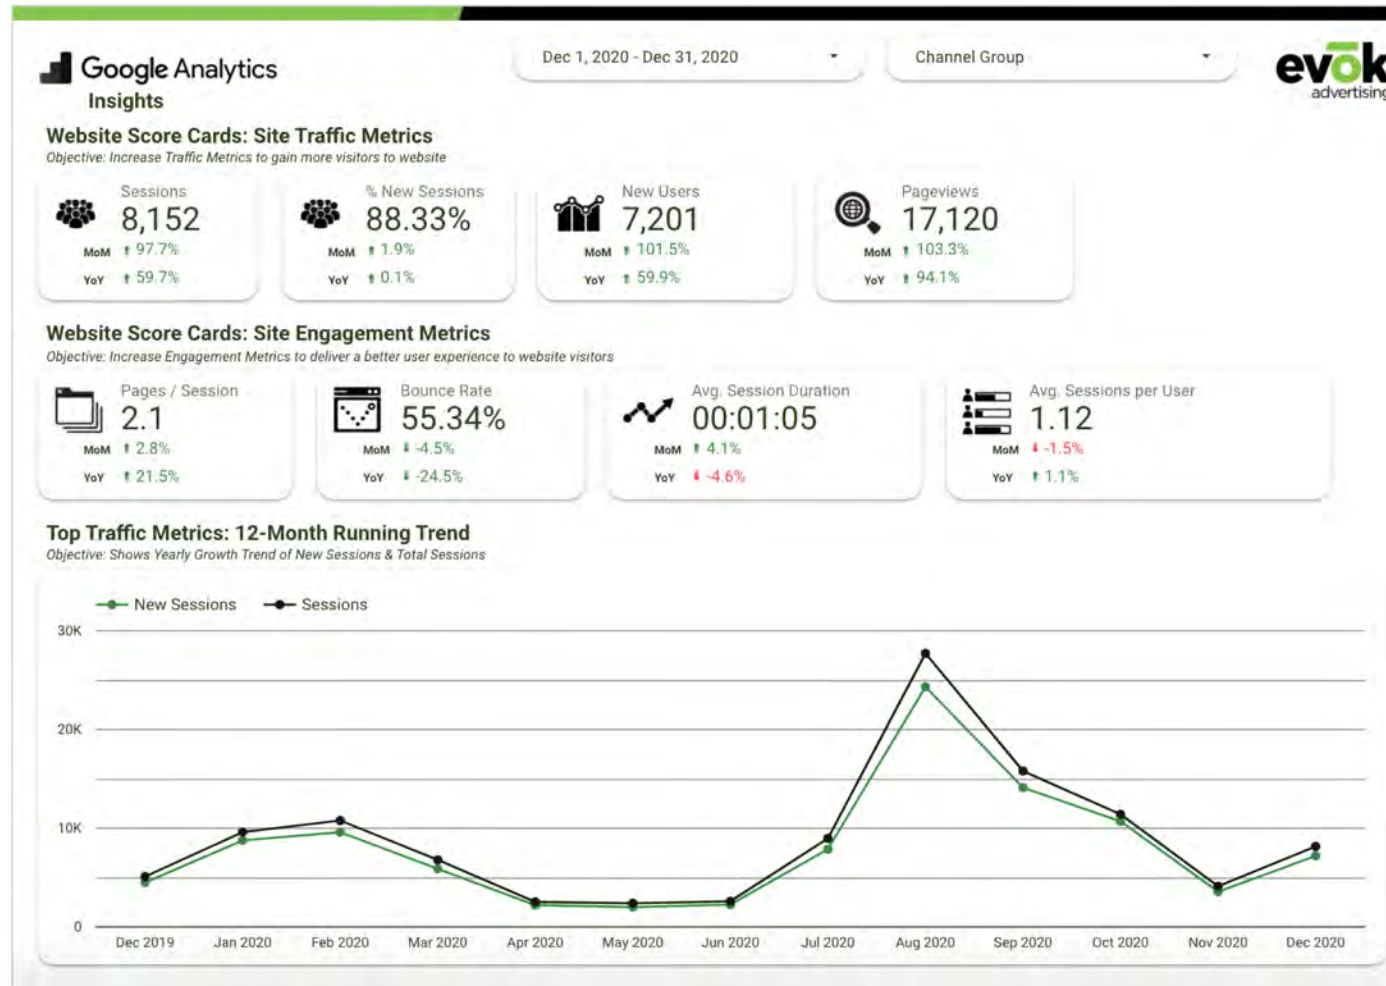 Google Analytics
Insights
Dec 1, 2020 - Dec 31, 2020
Channel Group
evōk
advertising
Website Score Cards: Site Traffic Metrics
Objective: Increase Traffic Metrics to gain more visitors to website
Sessions
8,152
MoM 97.7%
YoY 59.7%
% New Sessions
88.33%
MoM 1.9%
YoY 0.1%
New Users
7,201
MoM 101.5%
YoY 59.9%
Pageviews
17,120
MoM 103.3%
YoY 94.1%
Website Score Cards: Site Engagement Metrics
Objective: Increase Engagement Metrics to deliver a better user experience to website visitors
Pages / Session
2.1
MoM 2.8%
YoY 21.5%
Bounce Rate
55.34%
MoM -4.5%
YoY -24.5%
Avg. Session Duration
00:01:05
MoM 4.1%
YoY -4.6%
Avg. Sessions per User
1.12
MoM -1.5%
YoY 1.1%
Top Traffic Metrics: 12-Month Running Trend
Objective: Shows Yearly Growth Trend of New Sessions & Total Sessions
New Sessions Sessions
30K
20K
10K
0
Dec 2019 Jan 2020 Feb 2020 Mar 2020 Apr 2020 May 2020 Jun 2020 Jul 2020 Aug 2020 Sep 2020 Oct 2020 Nov 2020 Dec 2020